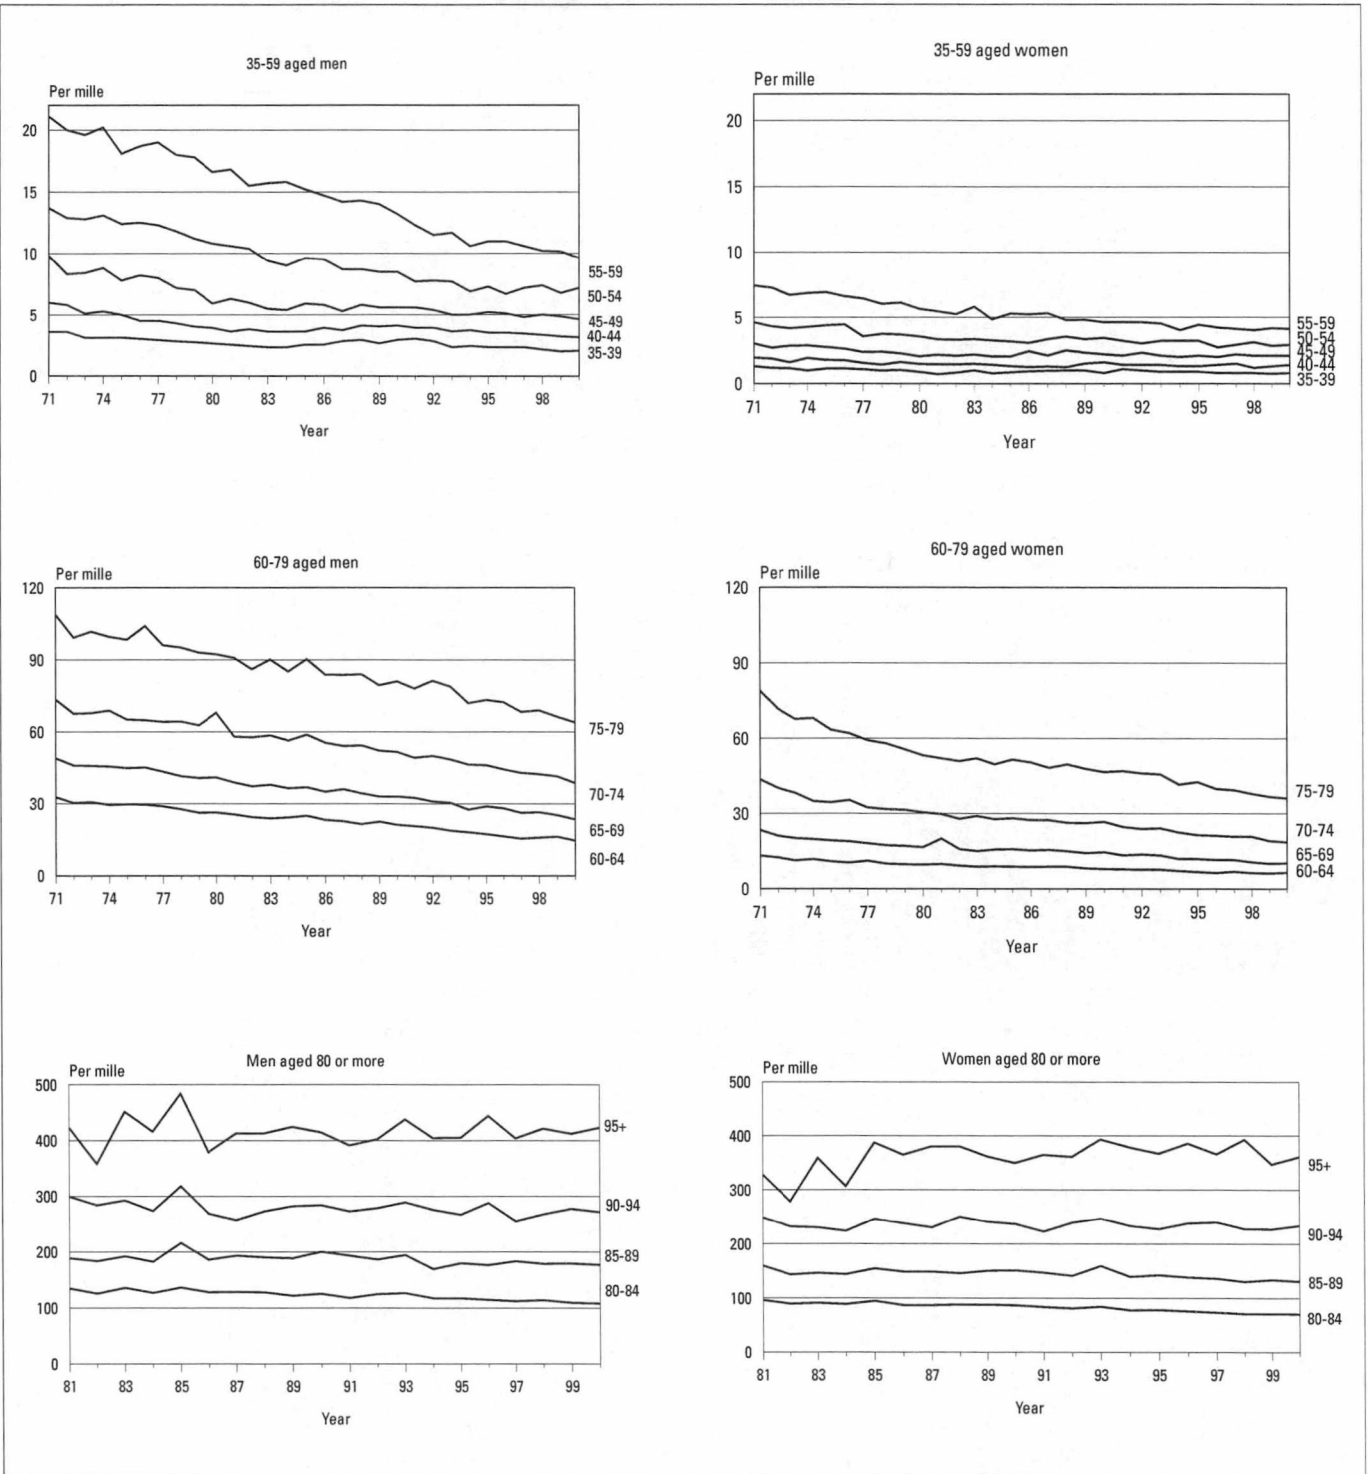 35-59 aged men
Per mille
20
15
10
5
0
55-59
50-54
45-49
40-44
35-39
71 74 77 80 83 86 89 92 95 98
Year
35-59 aged women
Per mille
20
15
10
5
0
55-59
50-54
45-49
40-44
35-39
71 74 77 80 83 86 89 92 95 98
Year
60-79 aged men
Per mille
120
90
60
30
0
75-79
70-74
65-69
60-64
71 74 77 80 83 86 89 92 95 98
Year
60-79 aged women
Per mille
120
90
60
30
0
75-79
70-74
65-69
60-64
71 74 77 80 83 86 89 92 95 98
Year
Men aged 80 or more
Per mille
500
400
300
200
100
0
95+
90-94
85-89
80-84
81 83 85 87 89 91 93 95 97 99
Year
Women aged 80 or more
Per mille
500
400
300
200
100
0
95+
90-94
85-89
80-84
81 83 85 87 89 91 93 95 97 99
Year